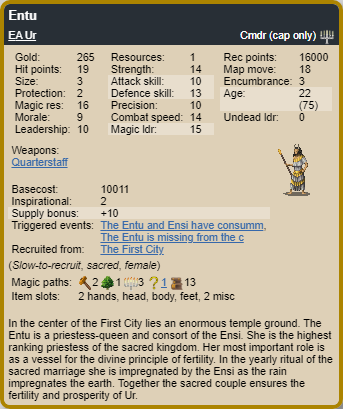 Entu
EA Ur Cmdr (cap only)
Gold: 265 Resources: 1 Rec points: 16000
Hit points: 19 Strength: 14 Map move: 18
Size: 3 Attack skill: 10 Encumbrance: 3
Protection: 2 Defence skill: 13 Age: 22
Magic res: 16 Precision: 10 (75)
Morale: 9 Combat speed: 14 Undead ldr: 0
Leadership: 10 Magic ldr: 15
Weapons:
Quarterstaff
Basecost: 10011
Inspirational: 2
Supply bonus: +10
Triggered events: The Entu and Ensi have consumm,
The Entu is missing from the c
Recruited from: The First City
(Slow-to-recruit, sacred, female)
Magic paths: 2 1 3 ? 1 13
Item slots: 2 hands, head, body, feet, 2 misc
In the center of the First City lies an enormous temple ground. The
Entu is a priestess-queen and consort of the Ensi. She is the highest
ranking priestess of the sacred kingdom. Her most important role is
as a vessel for the divine principle of fertility. In the yearly ritual of the
sacred marriage she is impregnated by the Ensi as the rain
impregnates the earth. Together the sacred couple ensures the
fertility and prosperity of Ur.